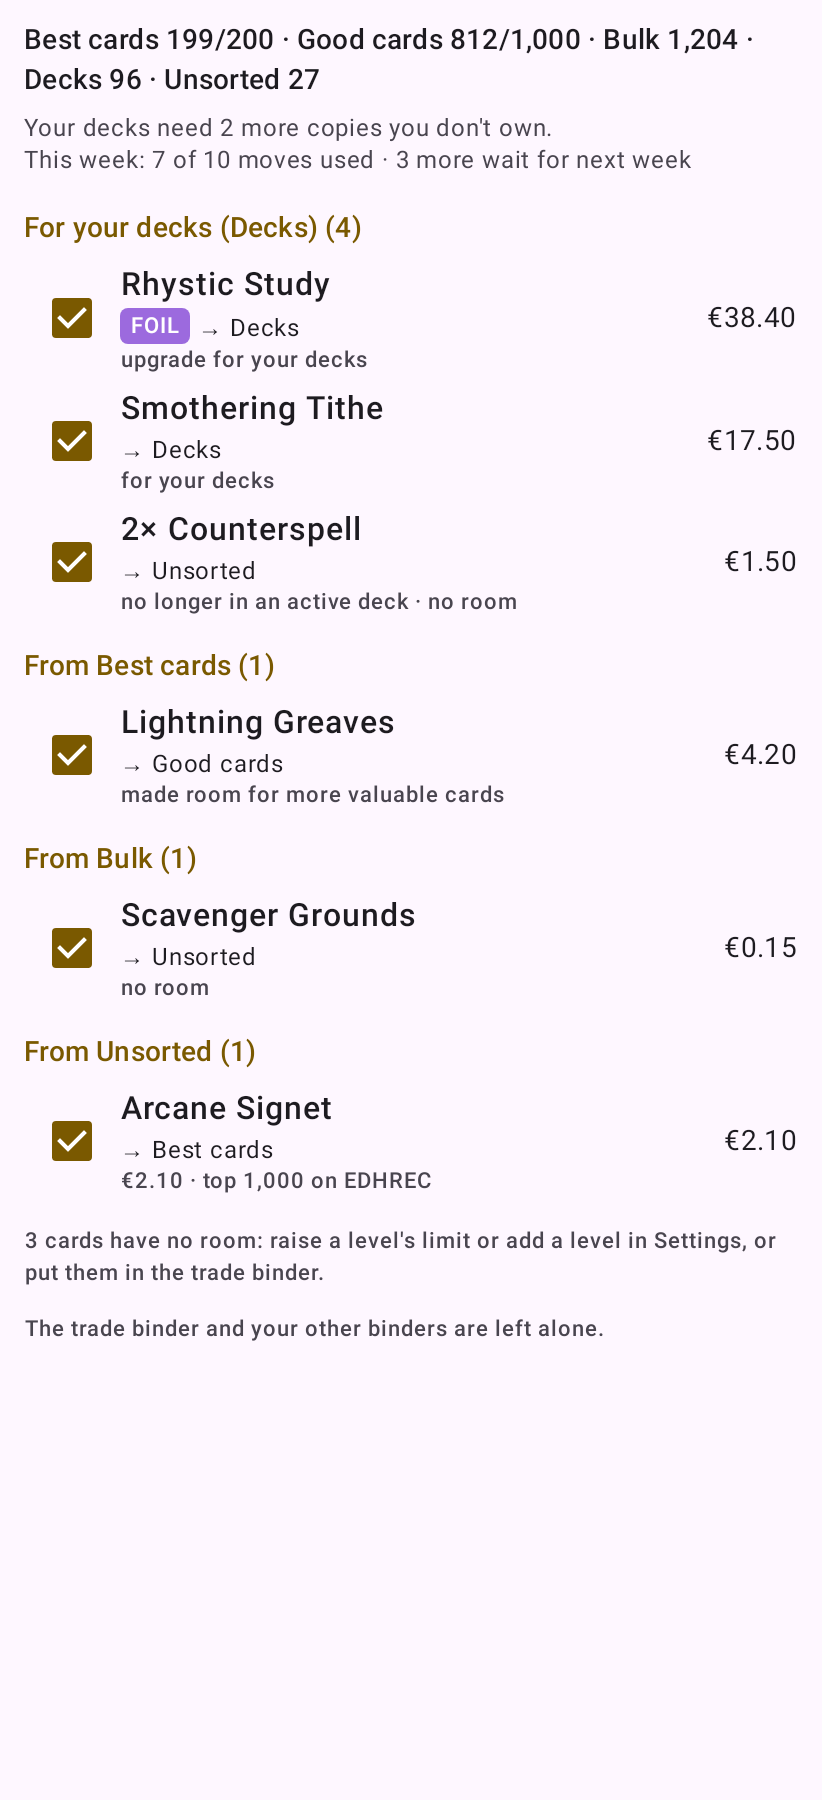 Best cards 199/200 · Good cards 812/1,000 · Bulk 1,204 ·
Decks 96 · Unsorted 27
Your decks need 2 more copies you don't own.
This week: 7 of 10 moves used · 3 more wait for next week
For your decks (Decks) (4)
Rhystic Study
FOIL → Decks
€38.40
upgrade for your decks
Smothering Tithe
→ Decks
€17.50
for your decks
2× Counterspell
→ Unsorted
€1.50
no longer in an active deck · no room
From Best cards (1)
Lightning Greaves
→ Good cards
€4.20
made room for more valuable cards
From Bulk (1)
Scavenger Grounds
→ Unsorted
€0.15
no room
From Unsorted (1)
Arcane Signet
→ Best cards
€2.10
€2.10 · top 1,000 on EDHREC
3 cards have no room: raise a level's limit or add a level in Settings, or
put them in the trade binder.
The trade binder and your other binders are left alone.